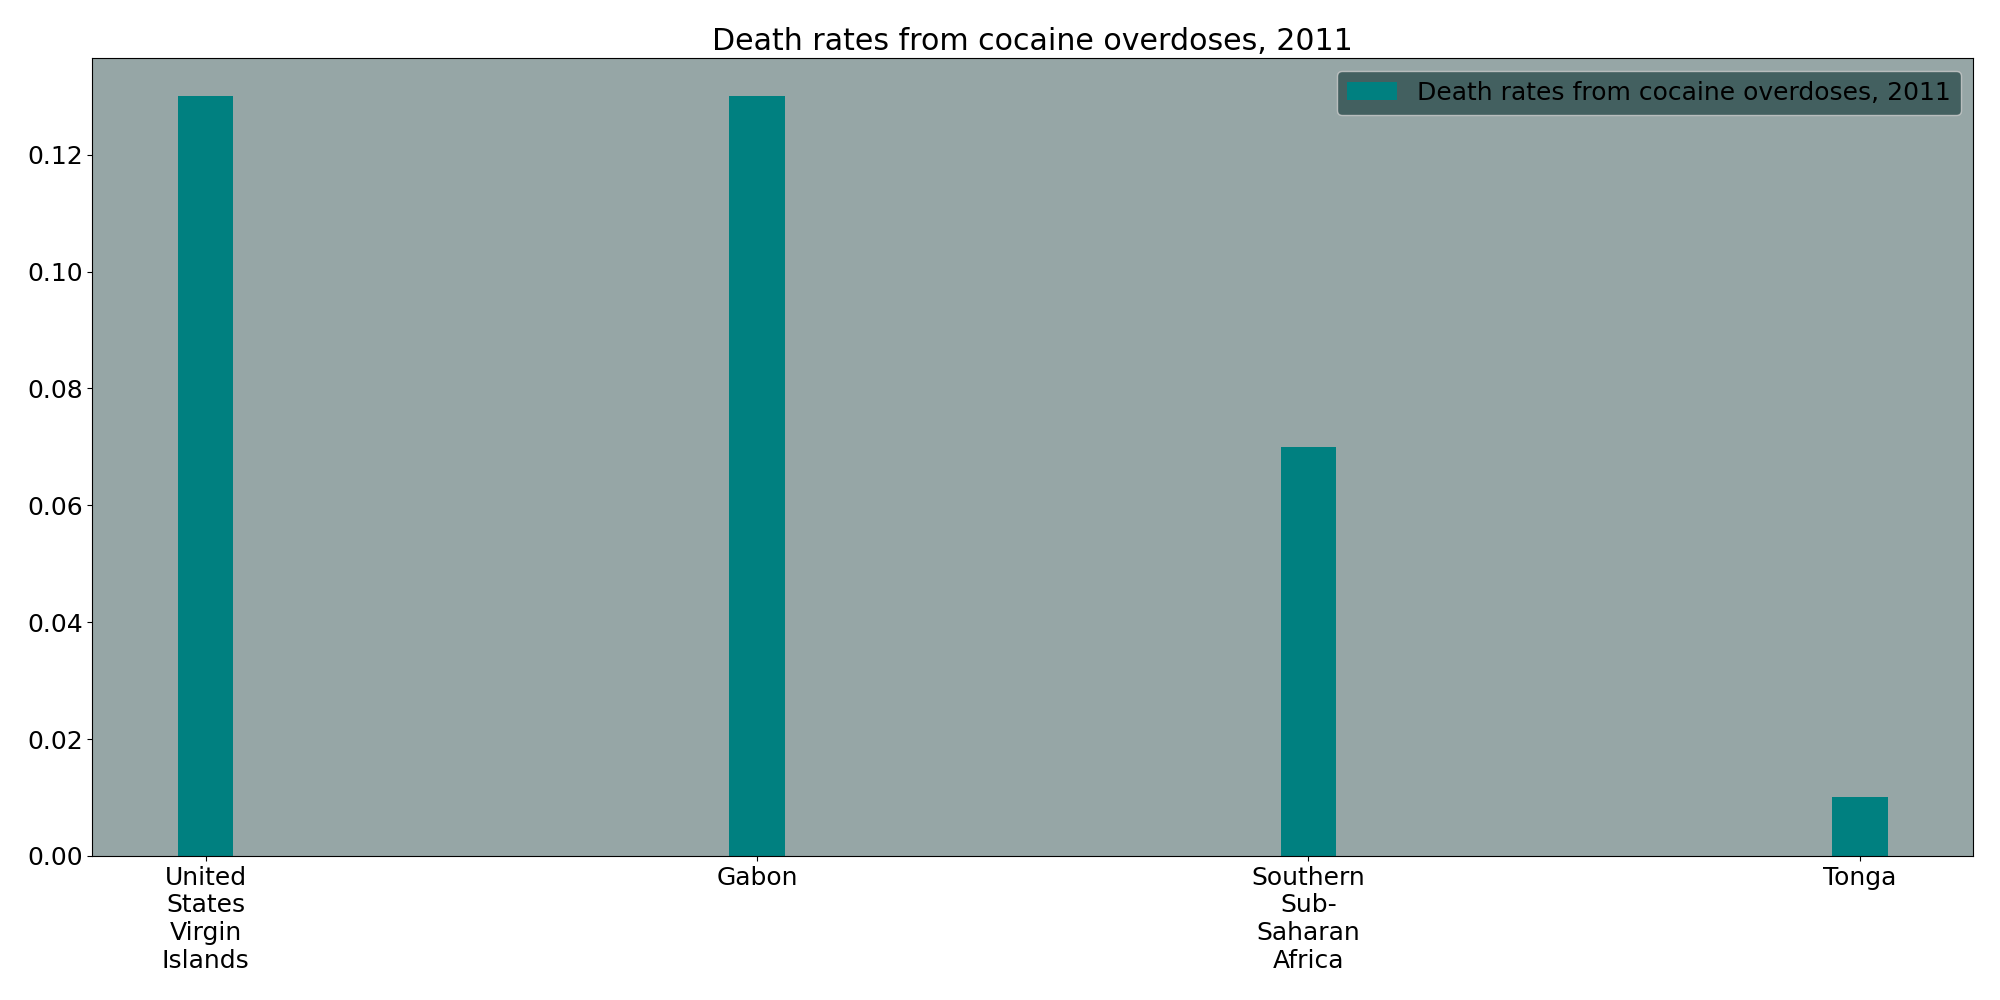 Death rates from cocaine overdoses, 2011
Death rates from cocaine overdoses, 2011
0.12
0.10
0.08
0.06
0.04
0.02
0.00
United
States
Virgin
Islands
Gabon
Southern
Sub-
Saharan
Africa
Tonga